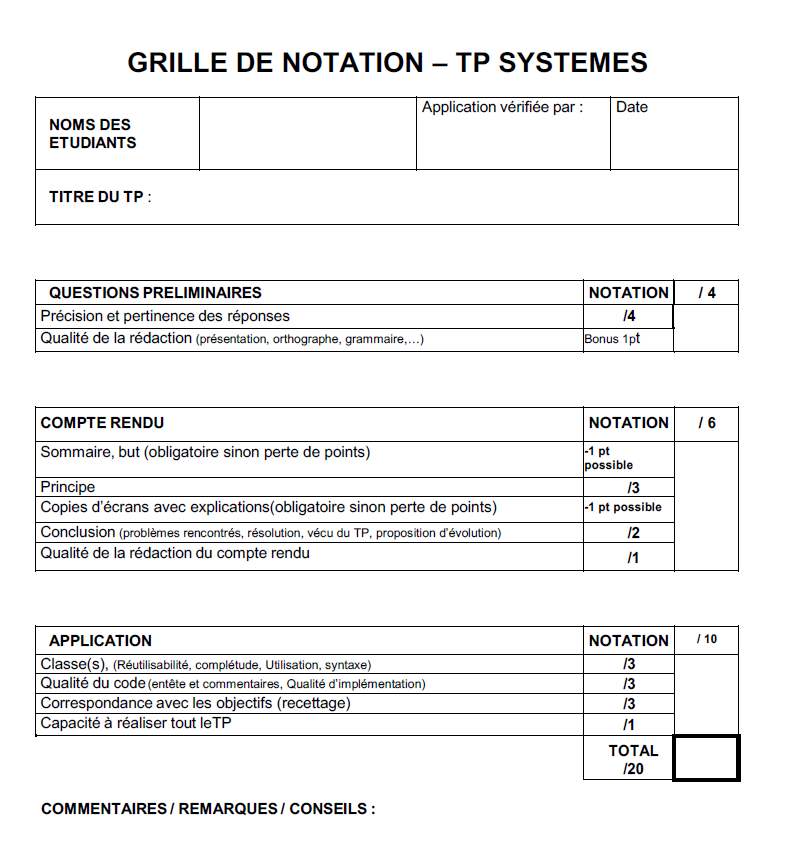 GRILLE DE NOTATION – TP SYSTEMES
NOMS DES
ETUDIANTS
Application vérifiée par :
Date
TITRE DU TP :
QUESTIONS PRELIMINAIRES NOTATION / 4
Précision et pertinence des réponses /4
Qualité de la rédaction (présentation, orthographe, grammaire,…) Bonus 1pt
COMPTE RENDU NOTATION / 6
Sommaire, but (obligatoire sinon perte de points) -1 pt
possible
Principe /3
Copies d’écrans avec explications(obligatoire sinon perte de points) -1 pt possible
Conclusion (problèmes rencontrés, résolution, vécu du TP, proposition d’évolution) /2
Qualité de la rédaction du compte rendu /1
APPLICATION NOTATION / 10
Classe(s), (Réutilisabilité, complétude, Utilisation, syntaxe) /3
Qualité du code (entête et commentaires, Qualité d’implémentation) /3
Correspondance avec les objectifs (recettage) /3
Capacité à réaliser tout leTP /1
TOTAL
/20
COMMENTAIRES / REMARQUES / CONSEILS :